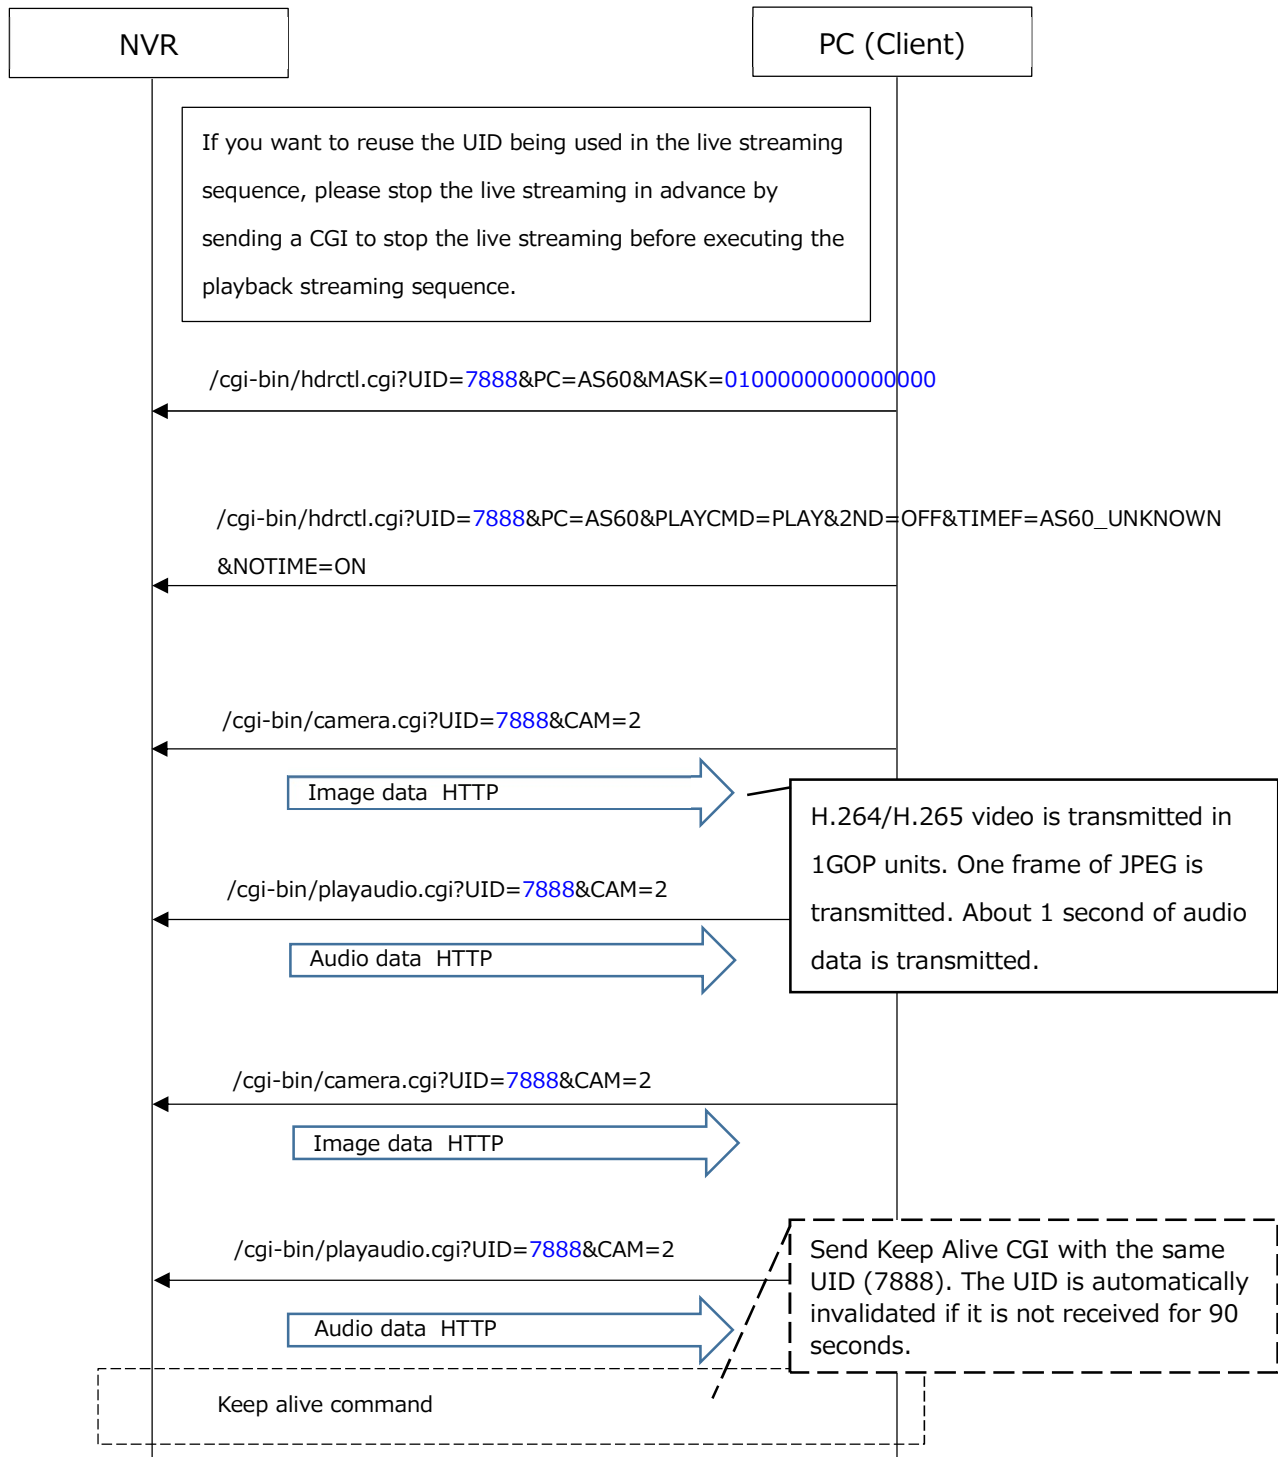 NVR
PC (Client)
If you want to reuse the UID being used in the live streaming
sequence, please stop the live streaming in advance by
sending a CGI to stop the live streaming before executing the
playback streaming sequence.
/cgi-bin/hdrctl.cgi?UID=7888&PC=AS60&MASK=0100000000000000
/cgi-bin/hdrctl.cgi?UID=7888&PC=AS60&PLAYCMD=PLAY&2ND=OFF&TIMEF=AS60_UNKNOWN
&NOTIME=ON
/cgi-bin/camera.cgi?UID=7888&CAM=2
Image data  HTTP
H.264/H.265 video is transmitted in
1GOP units. One frame of JPEG is
transmitted. About 1 second of audio
data is transmitted.
/cgi-bin/playaudio.cgi?UID=7888&CAM=2
Audio data  HTTP
/cgi-bin/camera.cgi?UID=7888&CAM=2
Image data  HTTP
/cgi-bin/playaudio.cgi?UID=7888&CAM=2
Send Keep Alive CGI with the same
UID (7888). The UID is automatically
invalidated if it is not received for 90
seconds.
Audio data  HTTP
Keep alive command